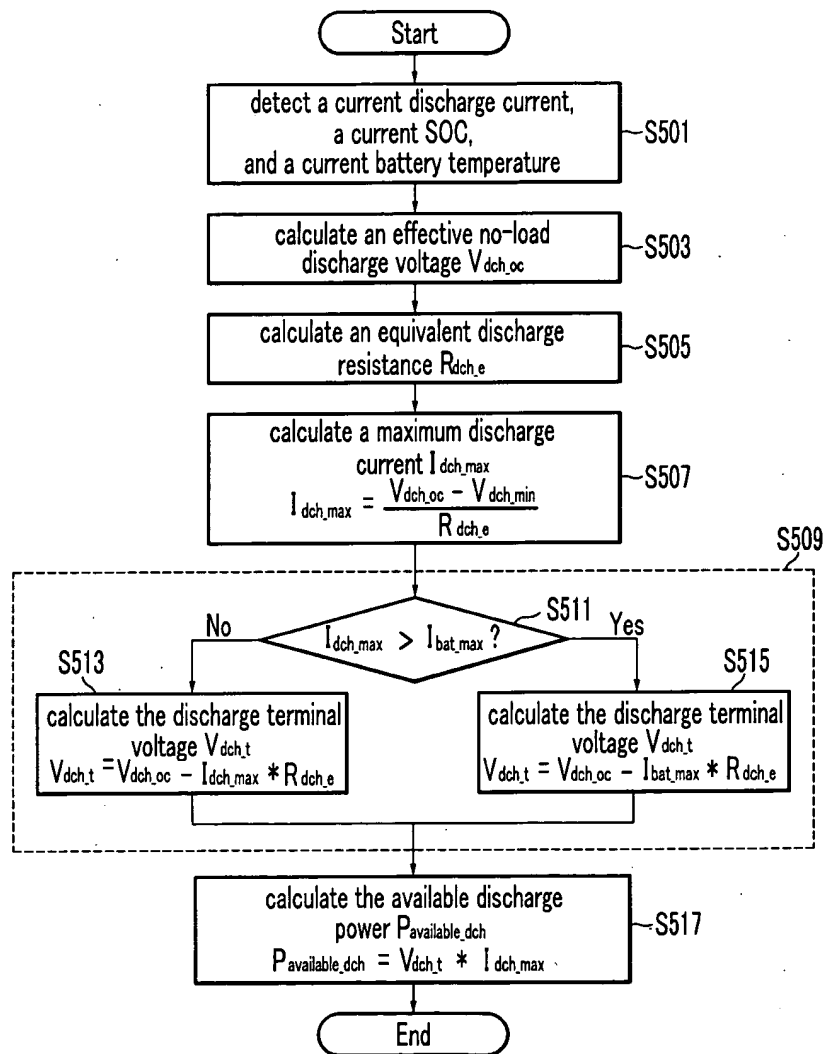 Start
detect a current discharge current,
a current SOC,
and a current battery temperature
S501
calculate an effective no-load
discharge voltage Vdch_oc
S503
calculate an equivalent discharge
resistance Rdch_e
S505
calculate a maximum discharge
current Idch_max
Idch_max = Vdch_oc - Vdch_min / Rdch_e
S507
S509
Idch_max > Ibat_max ?
S511
No
Yes
S513
calculate the discharge terminal
voltage Vdch_t
Vdch_t = Vdch_oc - Idch_max * Rdch_e
S515
calculate the discharge terminal
voltage Vdch_t
Vdch_t = Vdch_oc - Ibat_max * Rdch_e
calculate the available discharge
power Pavailable_dch
Pavailable_dch = Vdch_t * Idch_max
S517
End